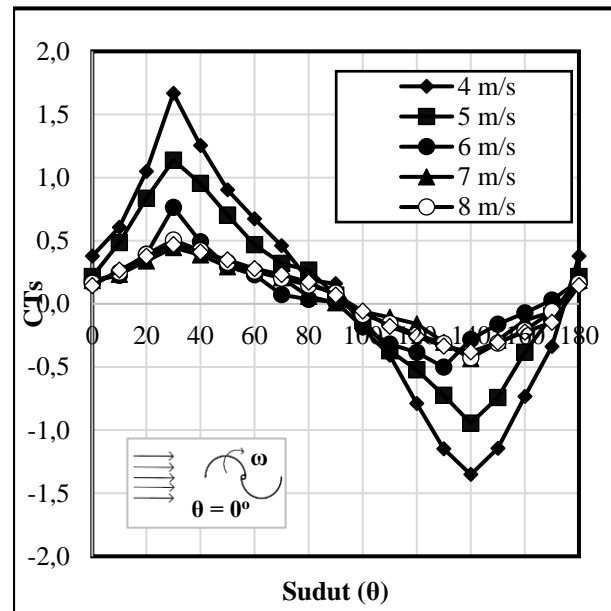 2,0
1,5
1,0
0,5
0,0
-0,5
-1,0
-1,5
-2,0
CTs
0 20 40 60 80 100 120 140 160 180
4 m/s
5 m/s
6 m/s
7 m/s
8 m/s
ω
θ = 0º
Sudut (θ)